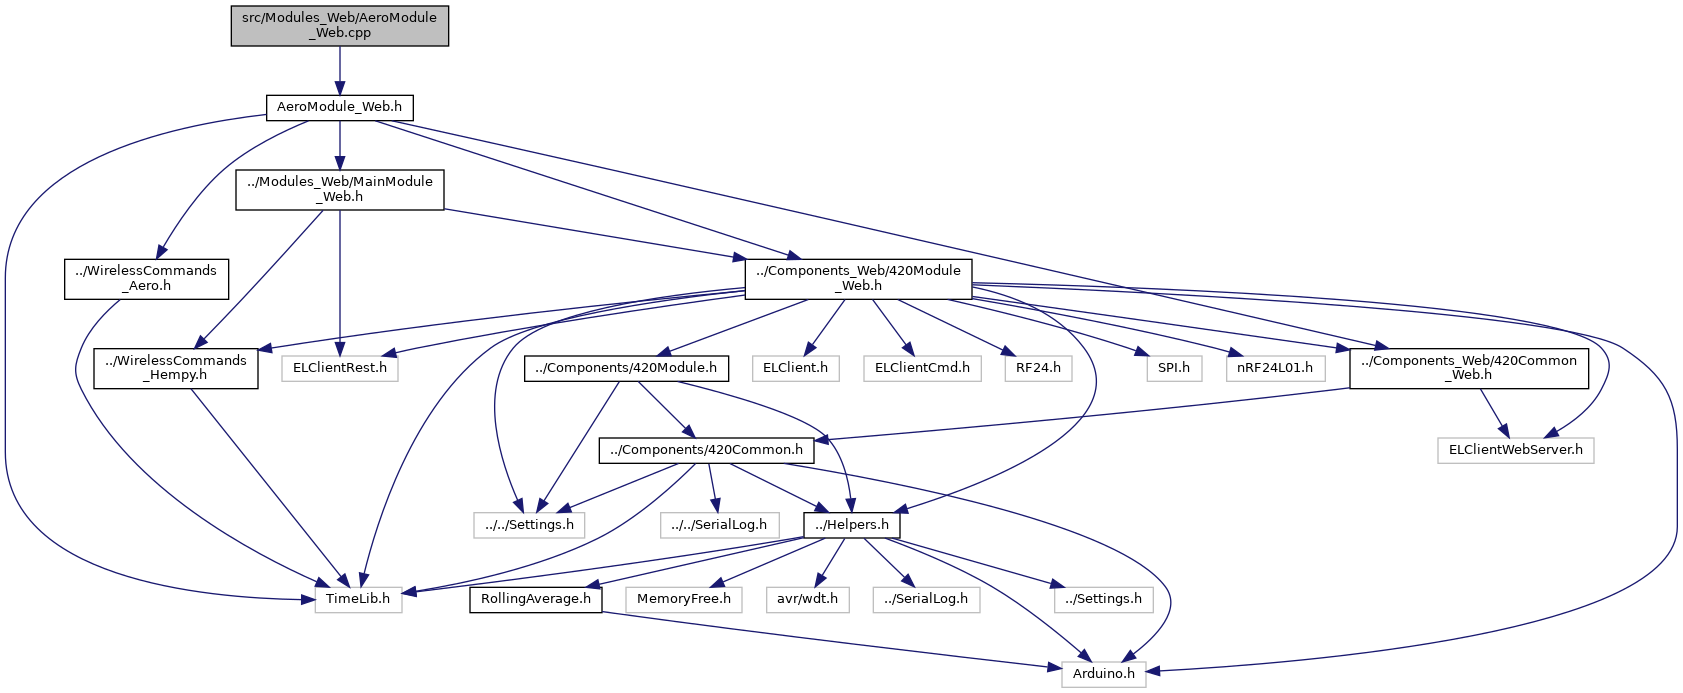 src/Modules_Web/AeroModule
_Web.cpp
AeroModule_Web.h
../Modules_Web/MainModule
_Web.h
../WirelessCommands
_Aero.h
../Components_Web/420Module
_Web.h
../WirelessCommands
_Hempy.h
ELClientRest.h
../Components/420Module.h
ELClient.h
ELClientCmd.h
RF24.h
SPI.h
nRF24L01.h
../Components_Web/420Common
_Web.h
../Components/420Common.h
ELClientWebServer.h
../../Settings.h
../../SerialLog.h
../Helpers.h
TimeLib.h
RollingAverage.h
MemoryFree.h
avr/wdt.h
../SerialLog.h
../Settings.h
Arduino.h